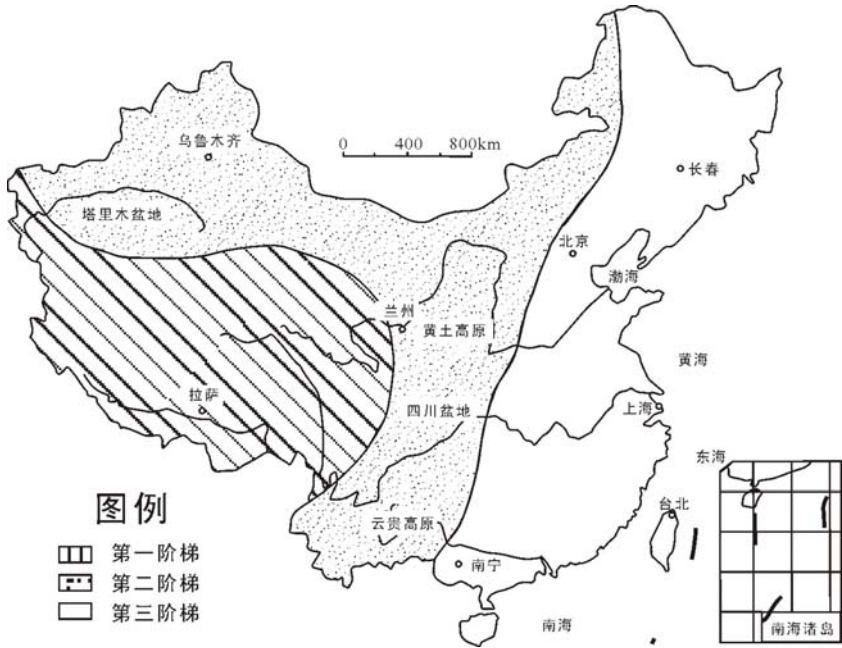 乌鲁木齐
0 400 800km
长春
塔里木盆地
北京
渤海
兰州
黄土高原
黄海
拉萨
四川盆地
上海
东海
台北
云贵高原
南宁
南海
南海诸岛
图例
第一阶梯
第二阶梯
第三阶梯